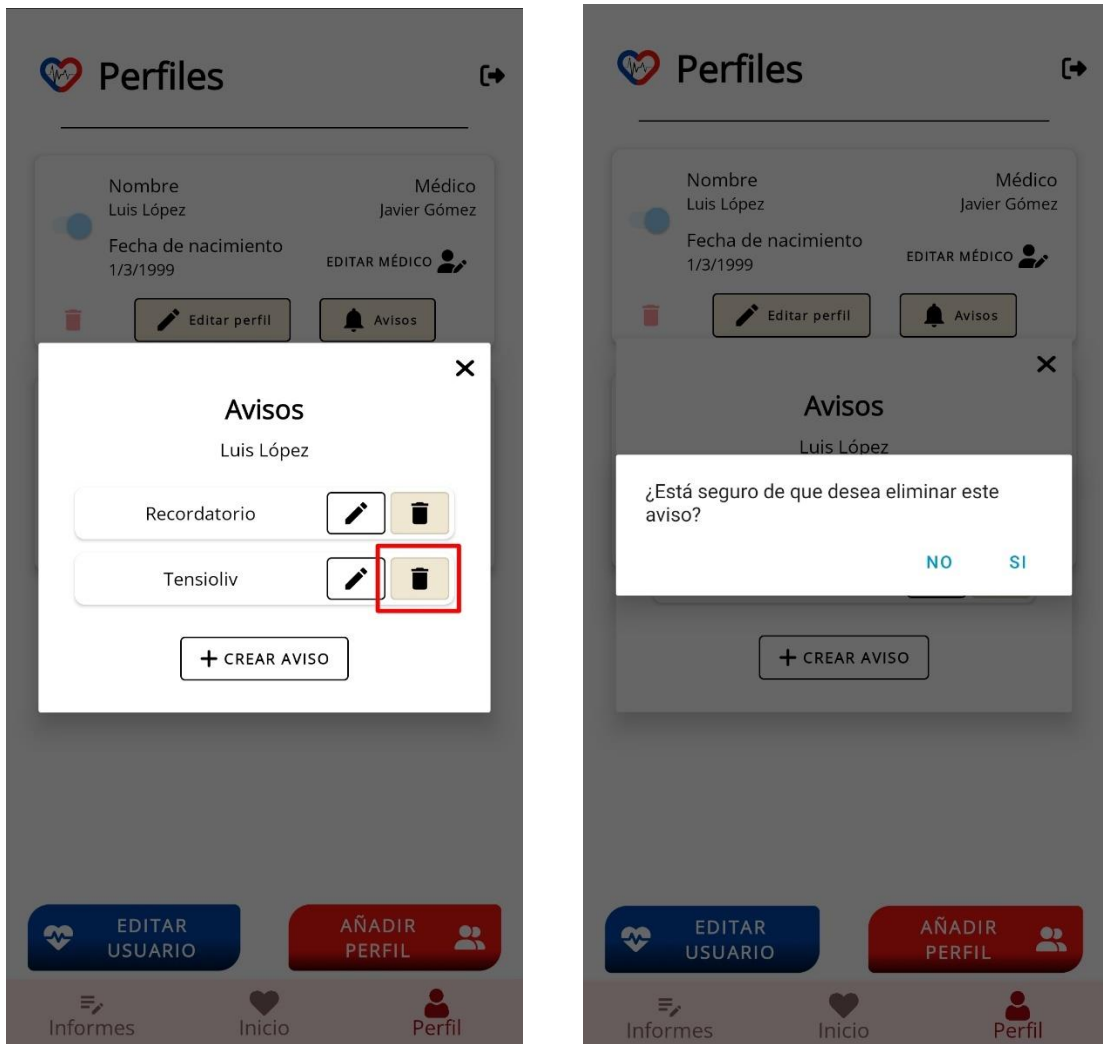 Perfiles
Nombre
Médico
Luis López
Javier Gómez
Fecha de nacimiento
1/3/1999
EDITAR MÉDICO
Editar perfil
Avisos
Avisos
Luis López
Recordatorio
Tensioliv
CREAR AVISO
EDITAR
USUARIO
AÑADIR
PERFIL
Informes
Inicio
Perfil
Perfiles
Nombre
Médico
Luis López
Javier Gómez
Fecha de nacimiento
1/3/1999
EDITAR MÉDICO
Editar perfil
Avisos
Avisos
Luis López
¿Está seguro de que desea eliminar este
aviso?
NO
SI
CREAR AVISO
EDITAR
USUARIO
AÑADIR
PERFIL
Informes
Inicio
Perfil